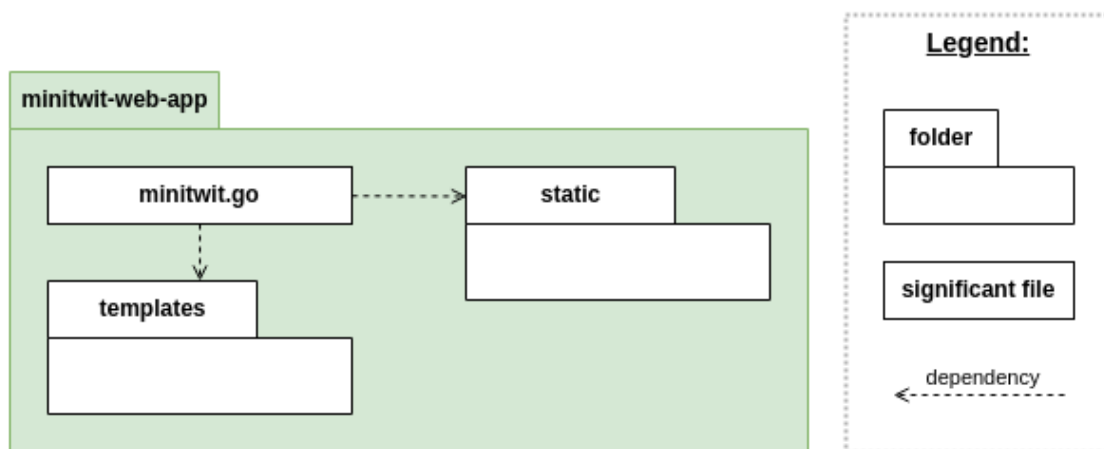 Legend:
minitwit-web-app
folder
minitwit.go
static
significant file
templates
dependency